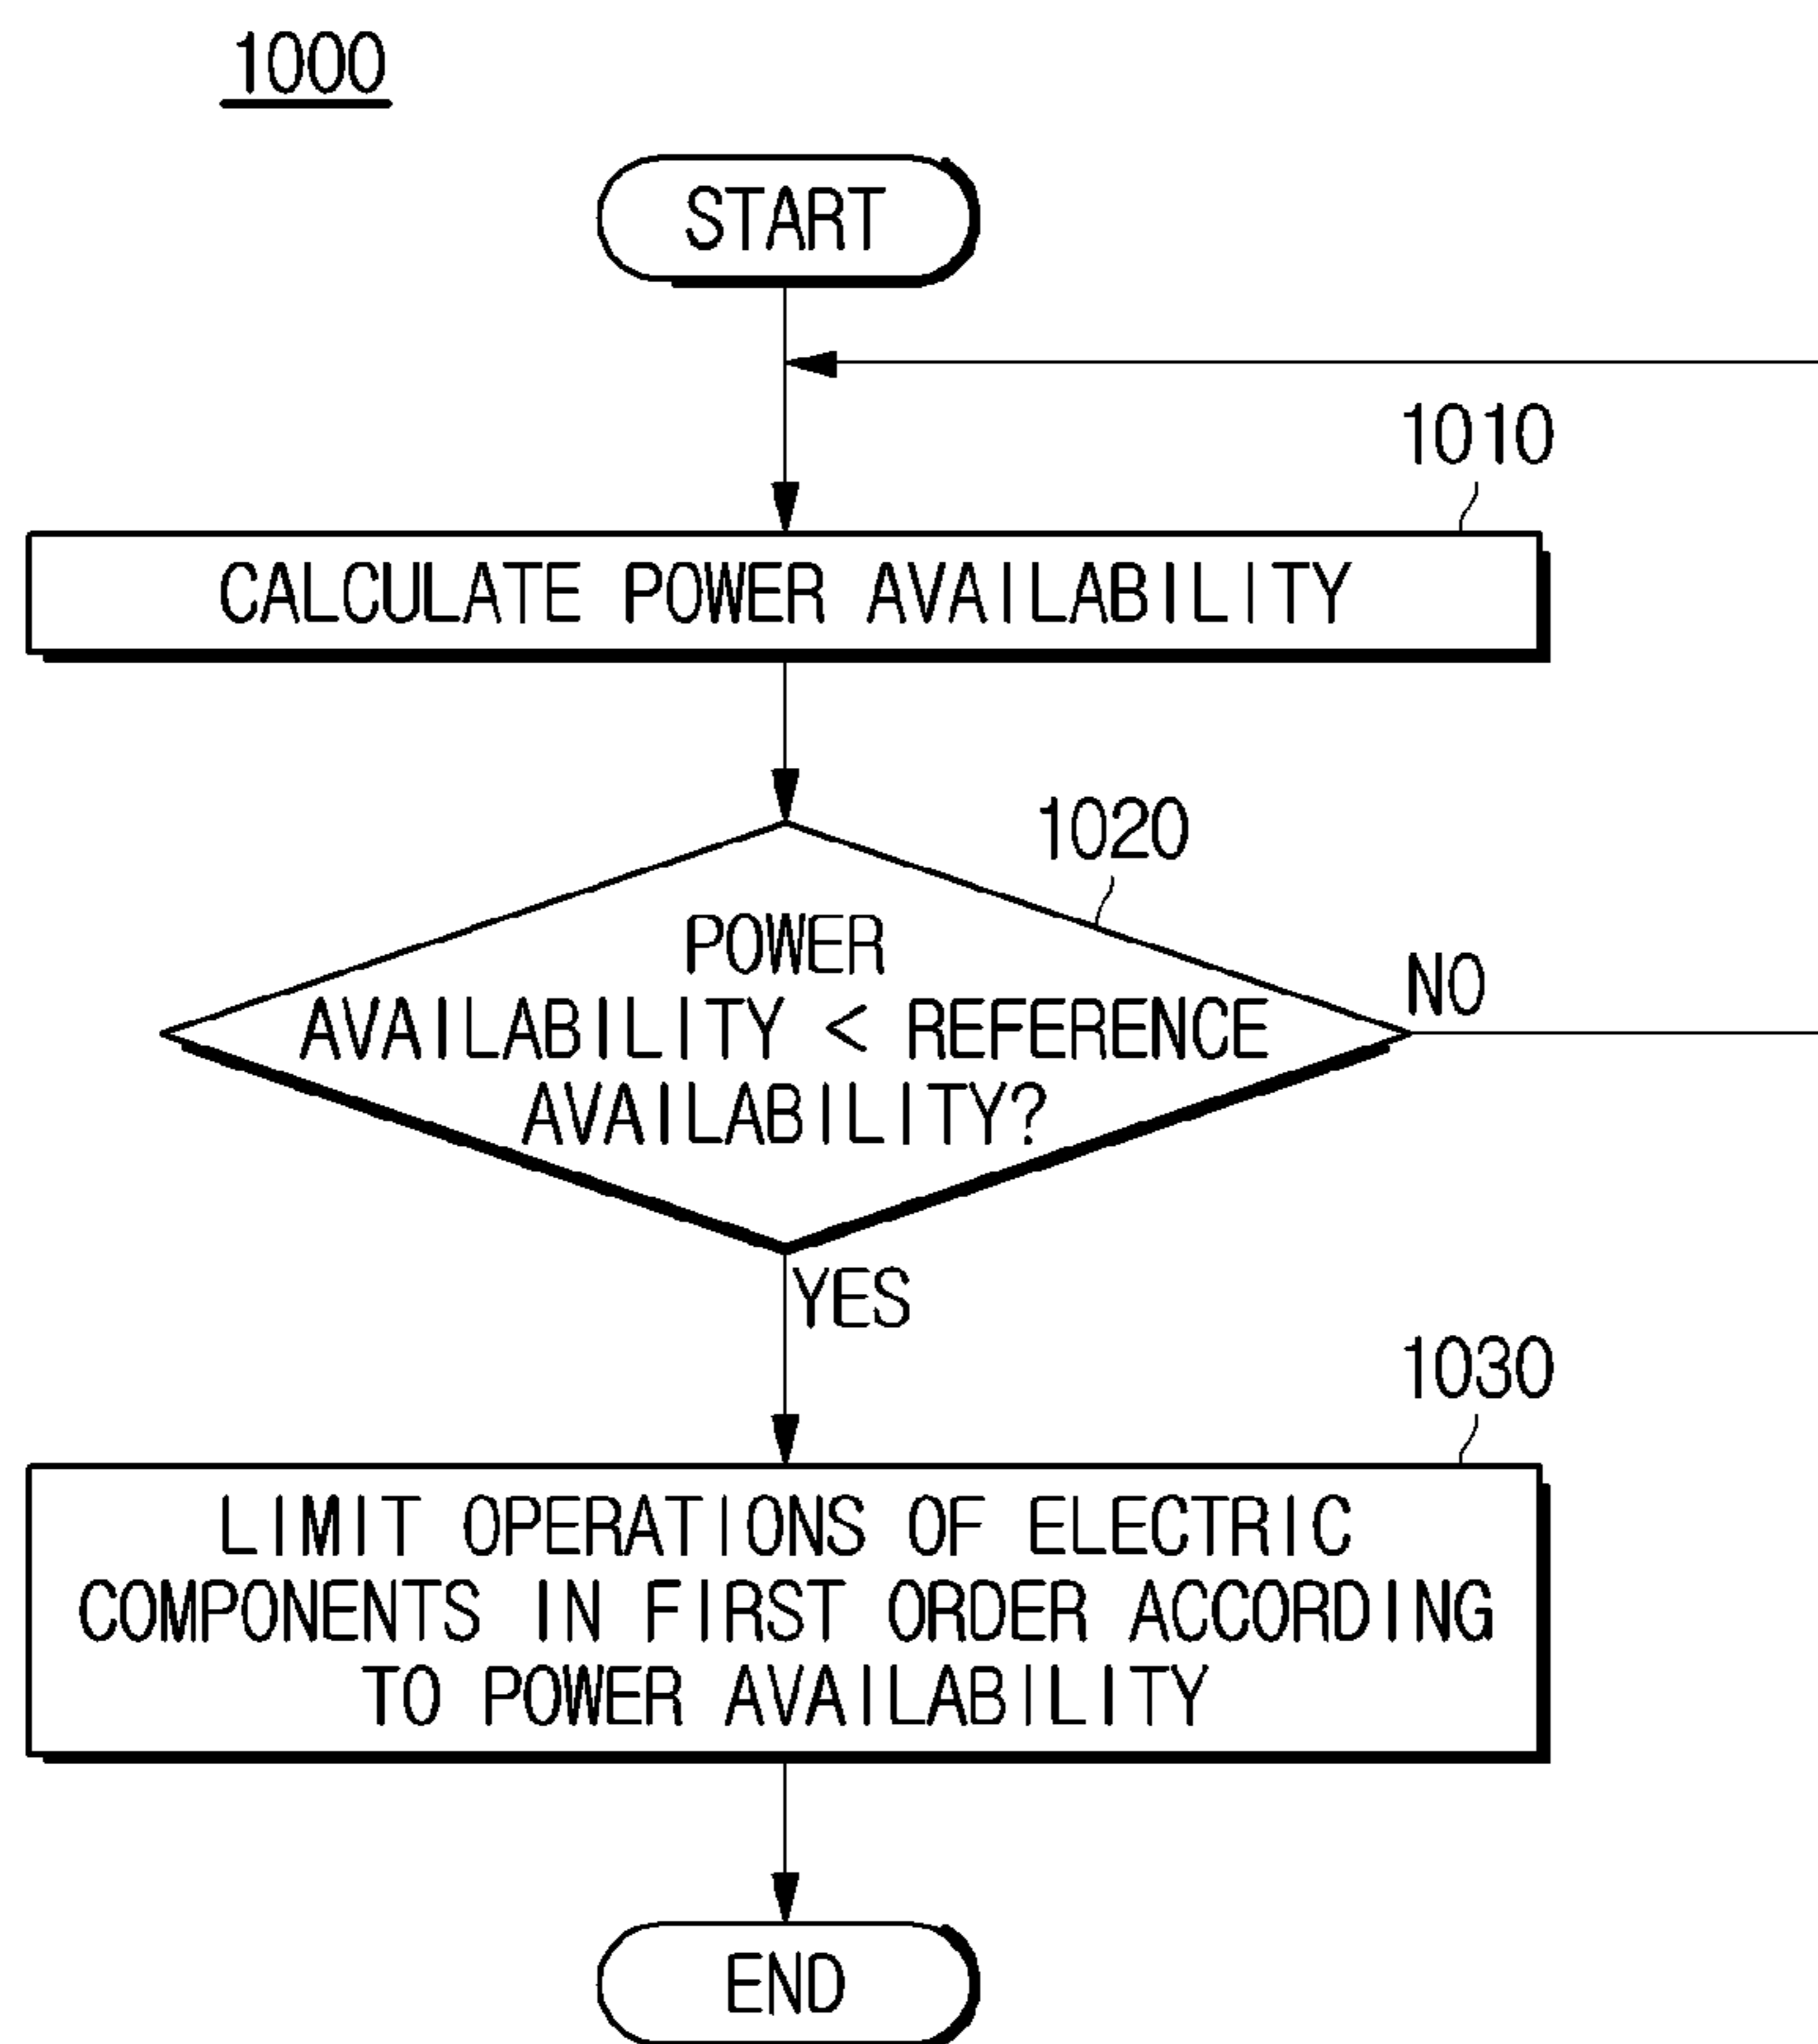 1000
START
1010
CALCULATE POWER AVAILABILITY
1020
POWER
AVAILABILITY < REFERENCE
AVAILABILITY?
NO
YES
1030
LIMIT OPERATIONS OF ELECTRIC
COMPONENTS IN FIRST ORDER ACCORDING
TO POWER AVAILABILITY
END